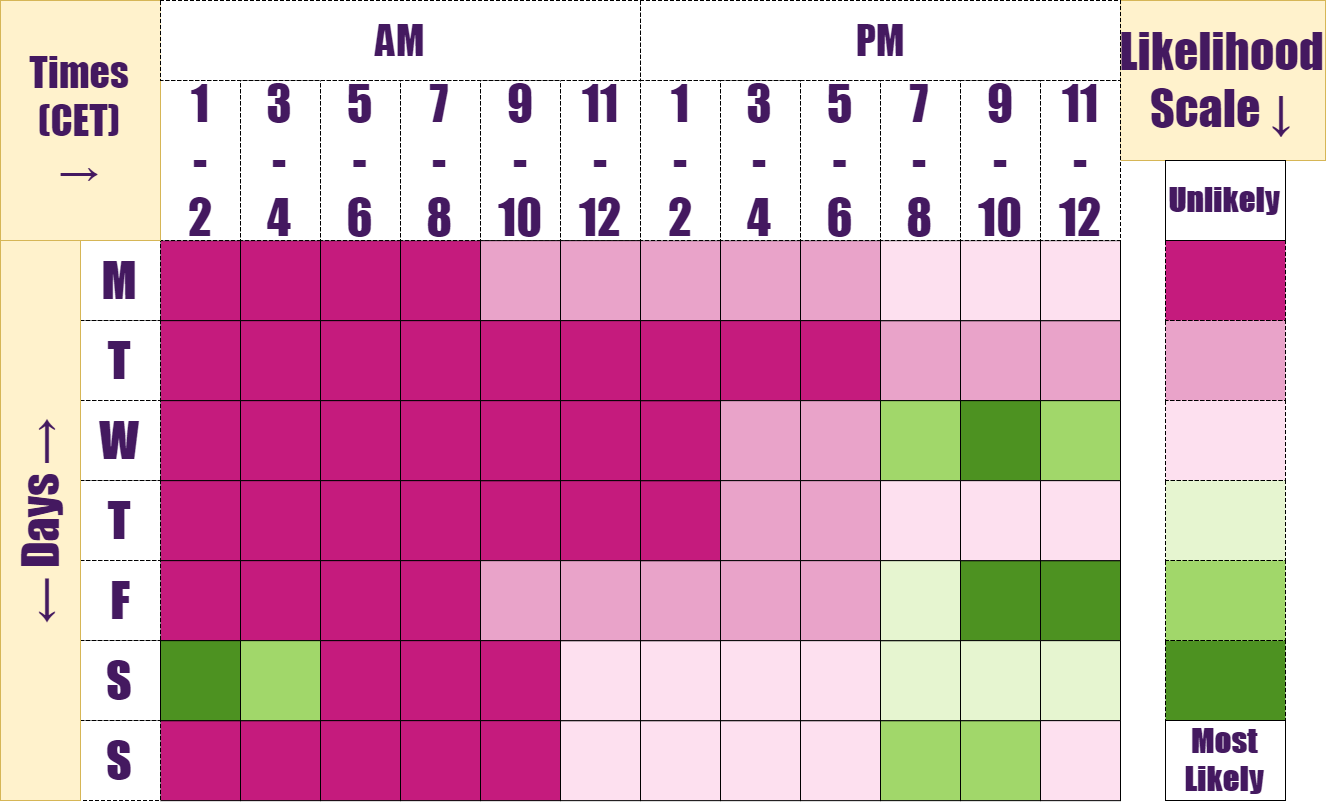 Times
(CET)
→
AM
PM
Likelihood
Scale ↓
1
-
2
3
-
4
5
-
6
7
-
8
9
-
10
11
-
12
1
-
2
3
-
4
5
-
6
7
-
8
9
-
10
11
-
12
Unlikely
← Days →
M
T
W
T
F
S
S
Most
Likely